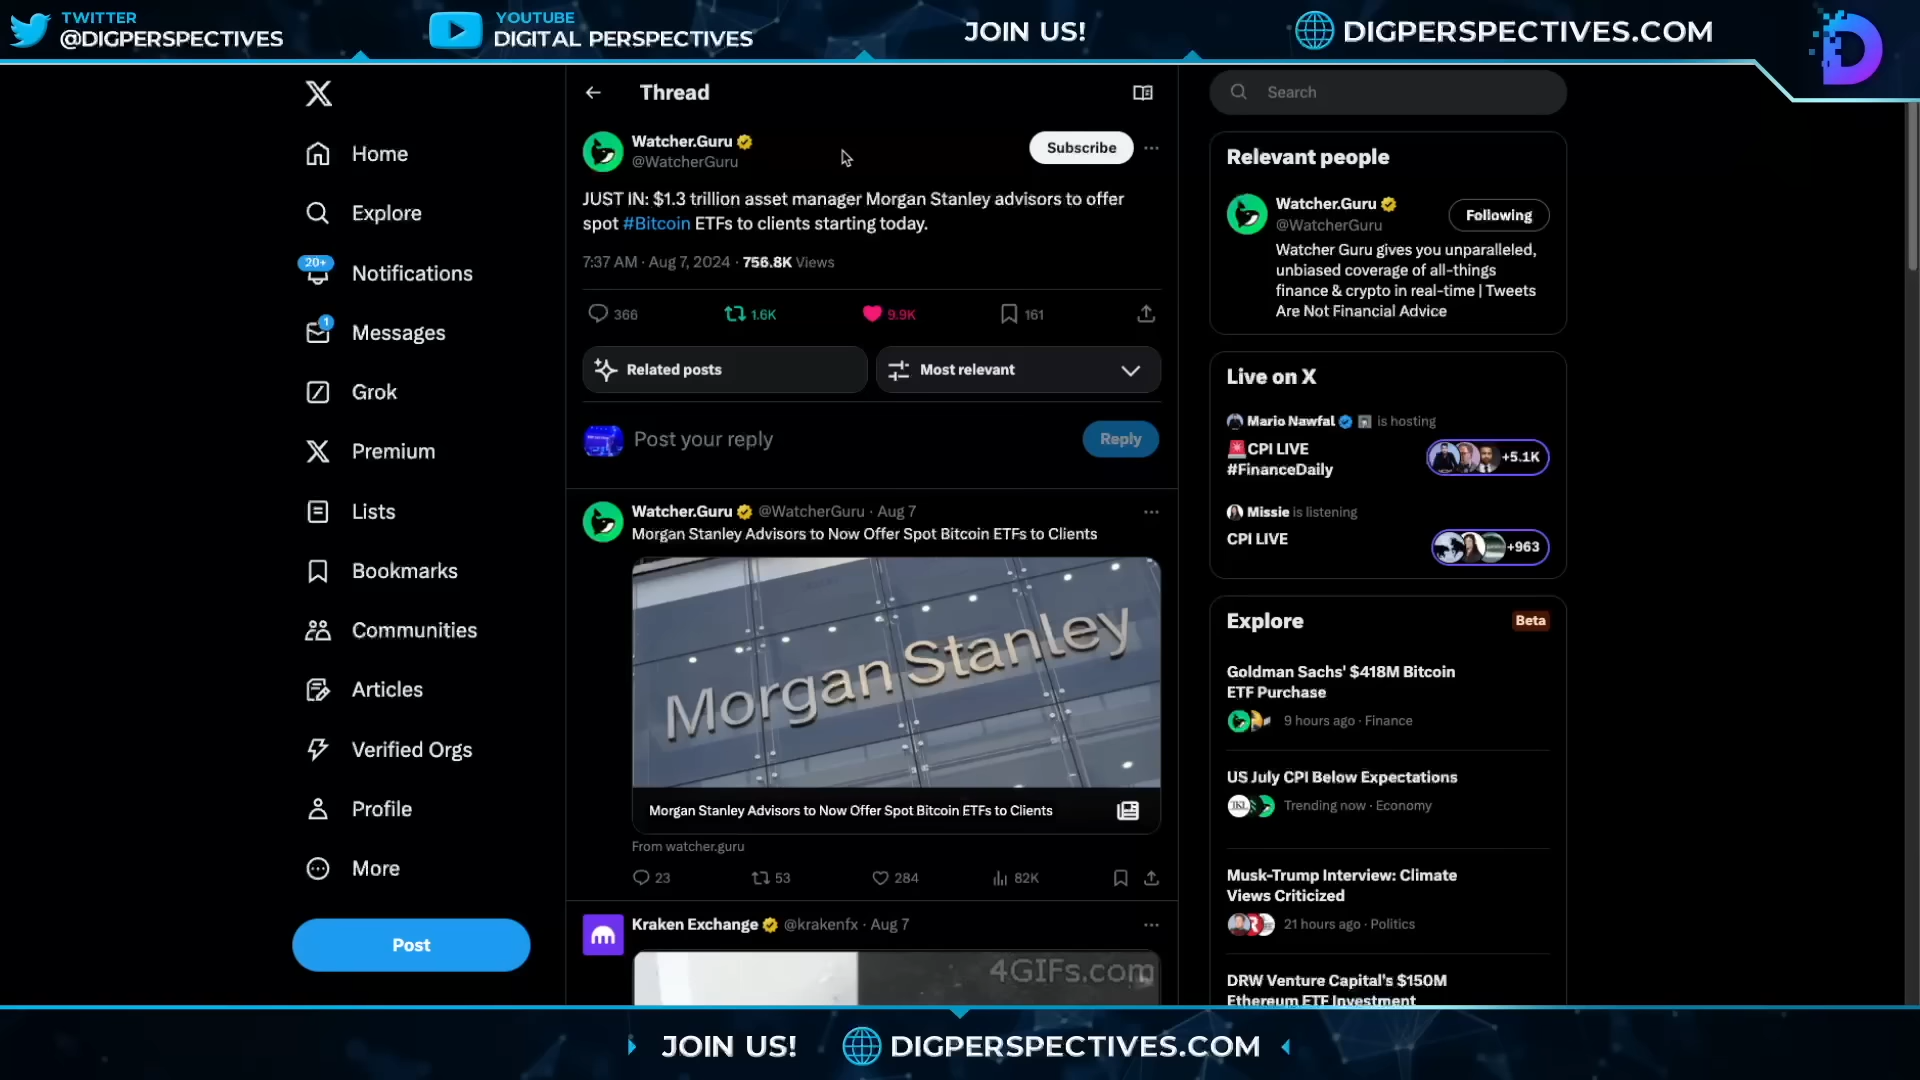 TWITTER
@DIGPERSPECTIVES
YOUTUBE
DIGITAL PERSPECTIVES
JOIN US!
DIGPERSPECTIVES.COM
Home
Explore
20+
Notifications
1
Messages
Grok
Premium
Lists
Bookmarks
Communities
Articles
Verified Orgs
Profile
More
Post
Thread
Watcher.Guru
@WatcherGuru
Subscribe
JUST IN: $1.3 trillion asset manager Morgan Stanley advisors to offer
spot #Bitcoin ETFs to clients starting today.
7:37 AM · Aug 7, 2024 · 756.8K Views
366
1.6K
9.9K
161
Related posts
Most relevant
Post your reply
Reply
Watcher.Guru @WatcherGuru · Aug 7
Morgan Stanley Advisors to Now Offer Spot Bitcoin ETFs to Clients
Morgan Stanley
Morgan Stanley Advisors to Now Offer Spot Bitcoin ETFs to Clients
From watcher.guru
23
53
284
82K
Kraken Exchange @krakenfx · Aug 7
4GIFs.com
Search
Relevant people
Watcher.Guru
@WatcherGuru
Following
Watcher Guru gives you unparalleled,
unbiased coverage of all-things
finance & crypto in real-time | Tweets
Are Not Financial Advice
Live on X
Mario Nawfal is hosting
CPI LIVE
#FinanceDaily
+5.1K
Missie is listening
CPI LIVE
+963
Explore
Beta
Goldman Sachs' $418M Bitcoin
ETF Purchase
9 hours ago · Finance
US July CPI Below Expectations
Trending now · Economy
Musk-Trump Interview: Climate
Views Criticized
21 hours ago · Politics
DRW Venture Capital's $150M
Ethereum ETF Investment
JOIN US!
DIGPERSPECTIVES.COM